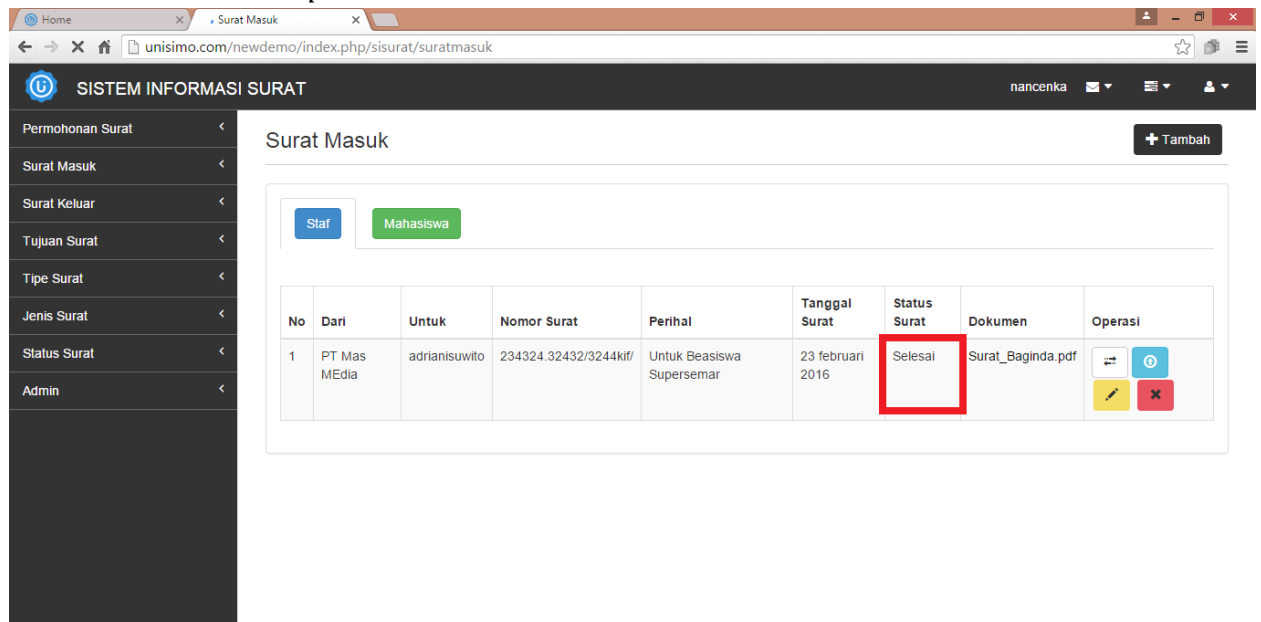 Home
Surat Masuk
unisimo.com/newdemo/index.php/sisurat/suratmasuk
SISTEM INFORMASI SURAT
nancenka
Permohonan Surat
Surat Masuk
Surat Keluar
Tujuan Surat
Tipe Surat
Jenis Surat
Status Surat
Admin
Surat Masuk
Tambah
Staf Mahasiswa
No Dari Untuk Nomor Surat Perihal Tanggal Surat Status Surat Dokumen Operasi
1 PT Mas adrianisuwito 234324.32432/3244kif/ Untuk Beasiswa 23 februari Selesai Surat_Baginda.pdf
MEdia Supersemar 2016